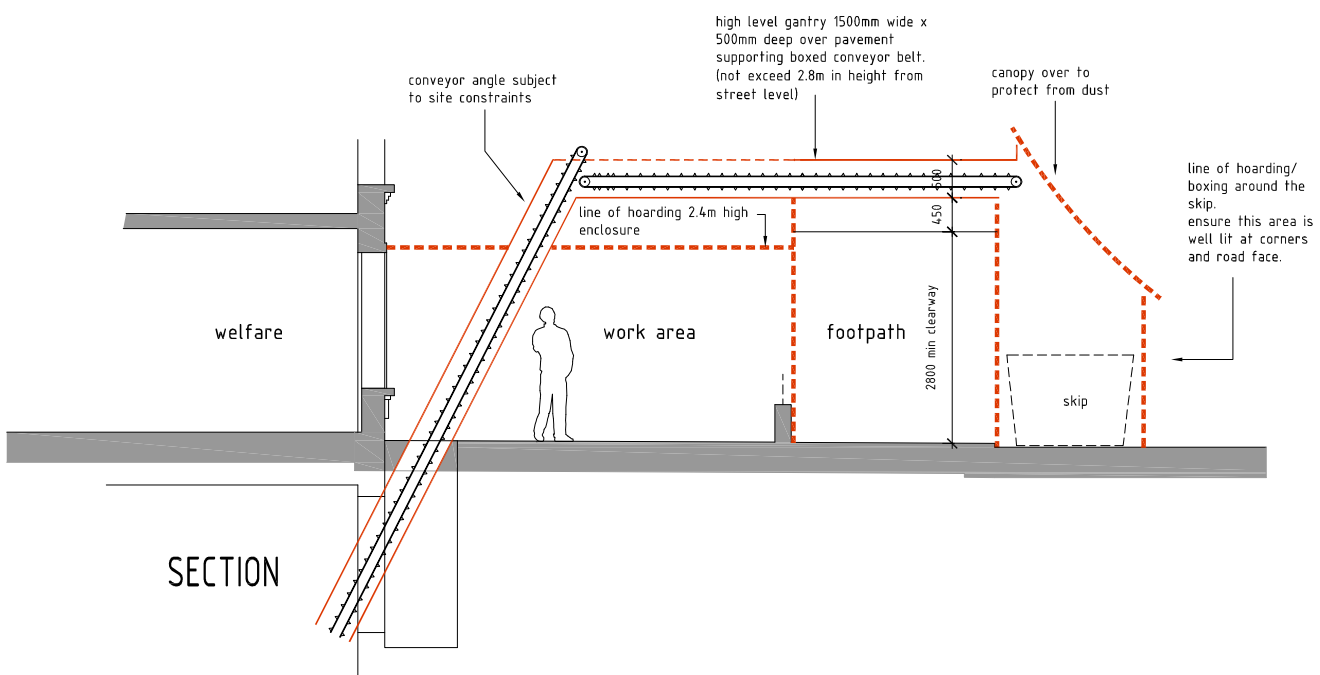 high level gantry 1500mm wide x
500mm deep over pavement
supporting boxed conveyor belt.
(not exceed 2.8m in height from
street level)
conveyor angle subject
to site constraints
canopy over to
protect from dust
line of hoarding/
boxing around the
skip.
ensure this area is
well lit at corners
and road face.
500
450
line of hoarding 2.4m high
enclosure
welfare
work area
footpath
2800 min clearway
skip
SECTION